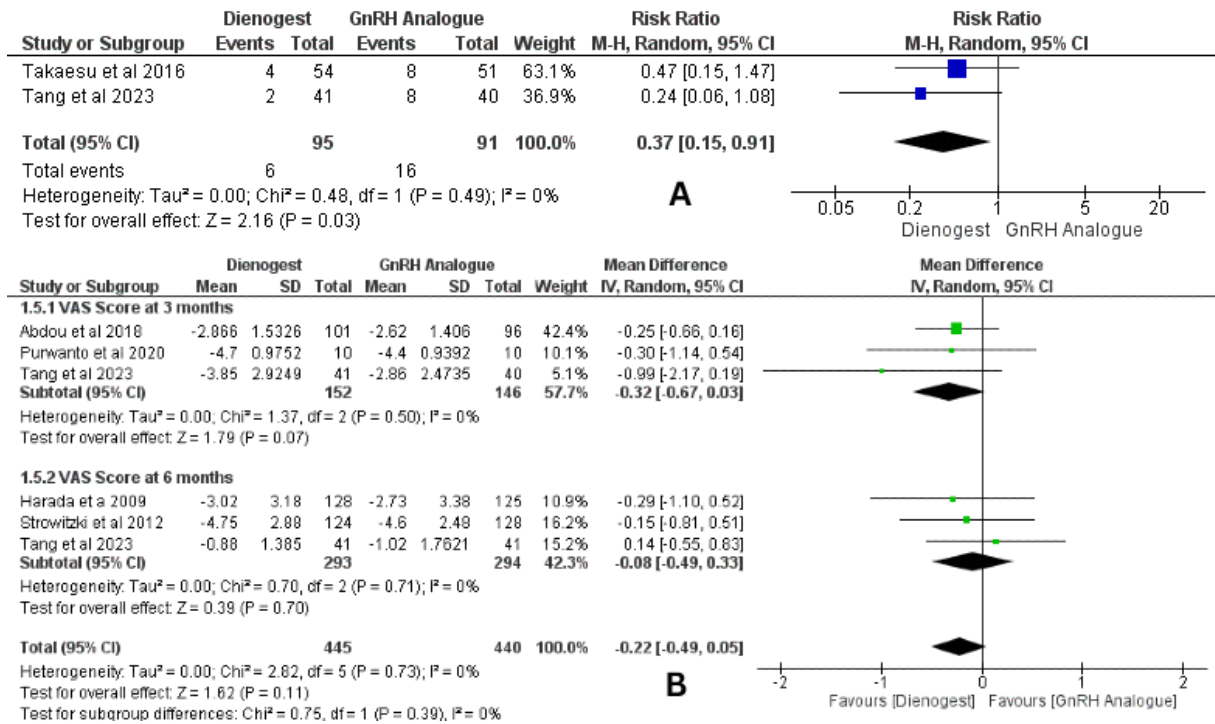 Dienogest GnRH Analogue Risk Ratio Risk Ratio
Study or Subgroup Events Total Events Total Weight M-H, Random, 95% CI M-H, Random, 95% CI
Takaesu et al 2016 4 54 8 51 63.1% 0.47 [0.15, 1.47]
Tang et al 2023 2 41 8 40 36.9% 0.24 [0.06, 1.08]
Total (95% CI) 95 91 100.0% 0.37 [0.15, 0.91]
Total events 6 16
Heterogeneity: Tau² = 0.00; Chi² = 0.48, df = 1 (P = 0.49); I² = 0%
Test for overall effect: Z = 2.16 (P = 0.03)
A
0.05 0.2 1 5 20
Dienogest GnRH Analogue
Dienogest GnRH Analogue Mean Difference Mean Difference
Study or Subgroup Mean SD Total Mean SD Total Weight IV, Random, 95% CI IV, Random, 95% CI
1.5.1 VAS Score at 3 months
Abdou et al 2018 -2.866 1.5326 101 -2.62 1.406 96 42.4% -0.25 [-0.66, 0.16]
Purwanto et al 2020 -4.7 0.9752 10 -4.4 0.9392 10 10.1% -0.30 [-1.14, 0.54]
Tang et al 2023 -3.85 2.9249 41 -2.86 2.4735 40 5.1% -0.99 [-2.17, 0.19]
Subtotal (95% CI) 152 146 57.7% -0.32 [-0.67, 0.03]
Heterogeneity: Tau² = 0.00; Chi² = 1.37, df = 2 (P = 0.50); I² = 0%
Test for overall effect: Z = 1.79 (P = 0.07)
1.5.2 VAS Score at 6 months
Harada et a 2009 -3.02 3.18 128 -2.73 3.38 125 10.9% -0.29 [-1.10, 0.52]
Strowitzki et al 2012 -4.75 2.88 124 -4.6 2.48 128 16.2% -0.15 [-0.81, 0.51]
Tang et al 2023 -0.88 1.385 41 -1.02 1.7621 41 15.2% 0.14 [-0.55, 0.83]
Subtotal (95% CI) 293 294 42.3% -0.08 [-0.49, 0.33]
Heterogeneity: Tau² = 0.00; Chi² = 0.70, df = 2 (P = 0.71); I² = 0%
Test for overall effect: Z = 0.39 (P = 0.70)
Total (95% CI) 445 440 100.0% -0.22 [-0.49, 0.05]
Heterogeneity: Tau² = 0.00; Chi² = 2.82, df = 5 (P = 0.73); I² = 0%
Test for overall effect: Z = 1.62 (P = 0.11)
Test for subgroup differences: Chi² = 0.75, df = 1 (P = 0.39), I² = 0%
B
-2 -1 0 1 2
Favours [Dienogest] Favours [GnRH Analogue]